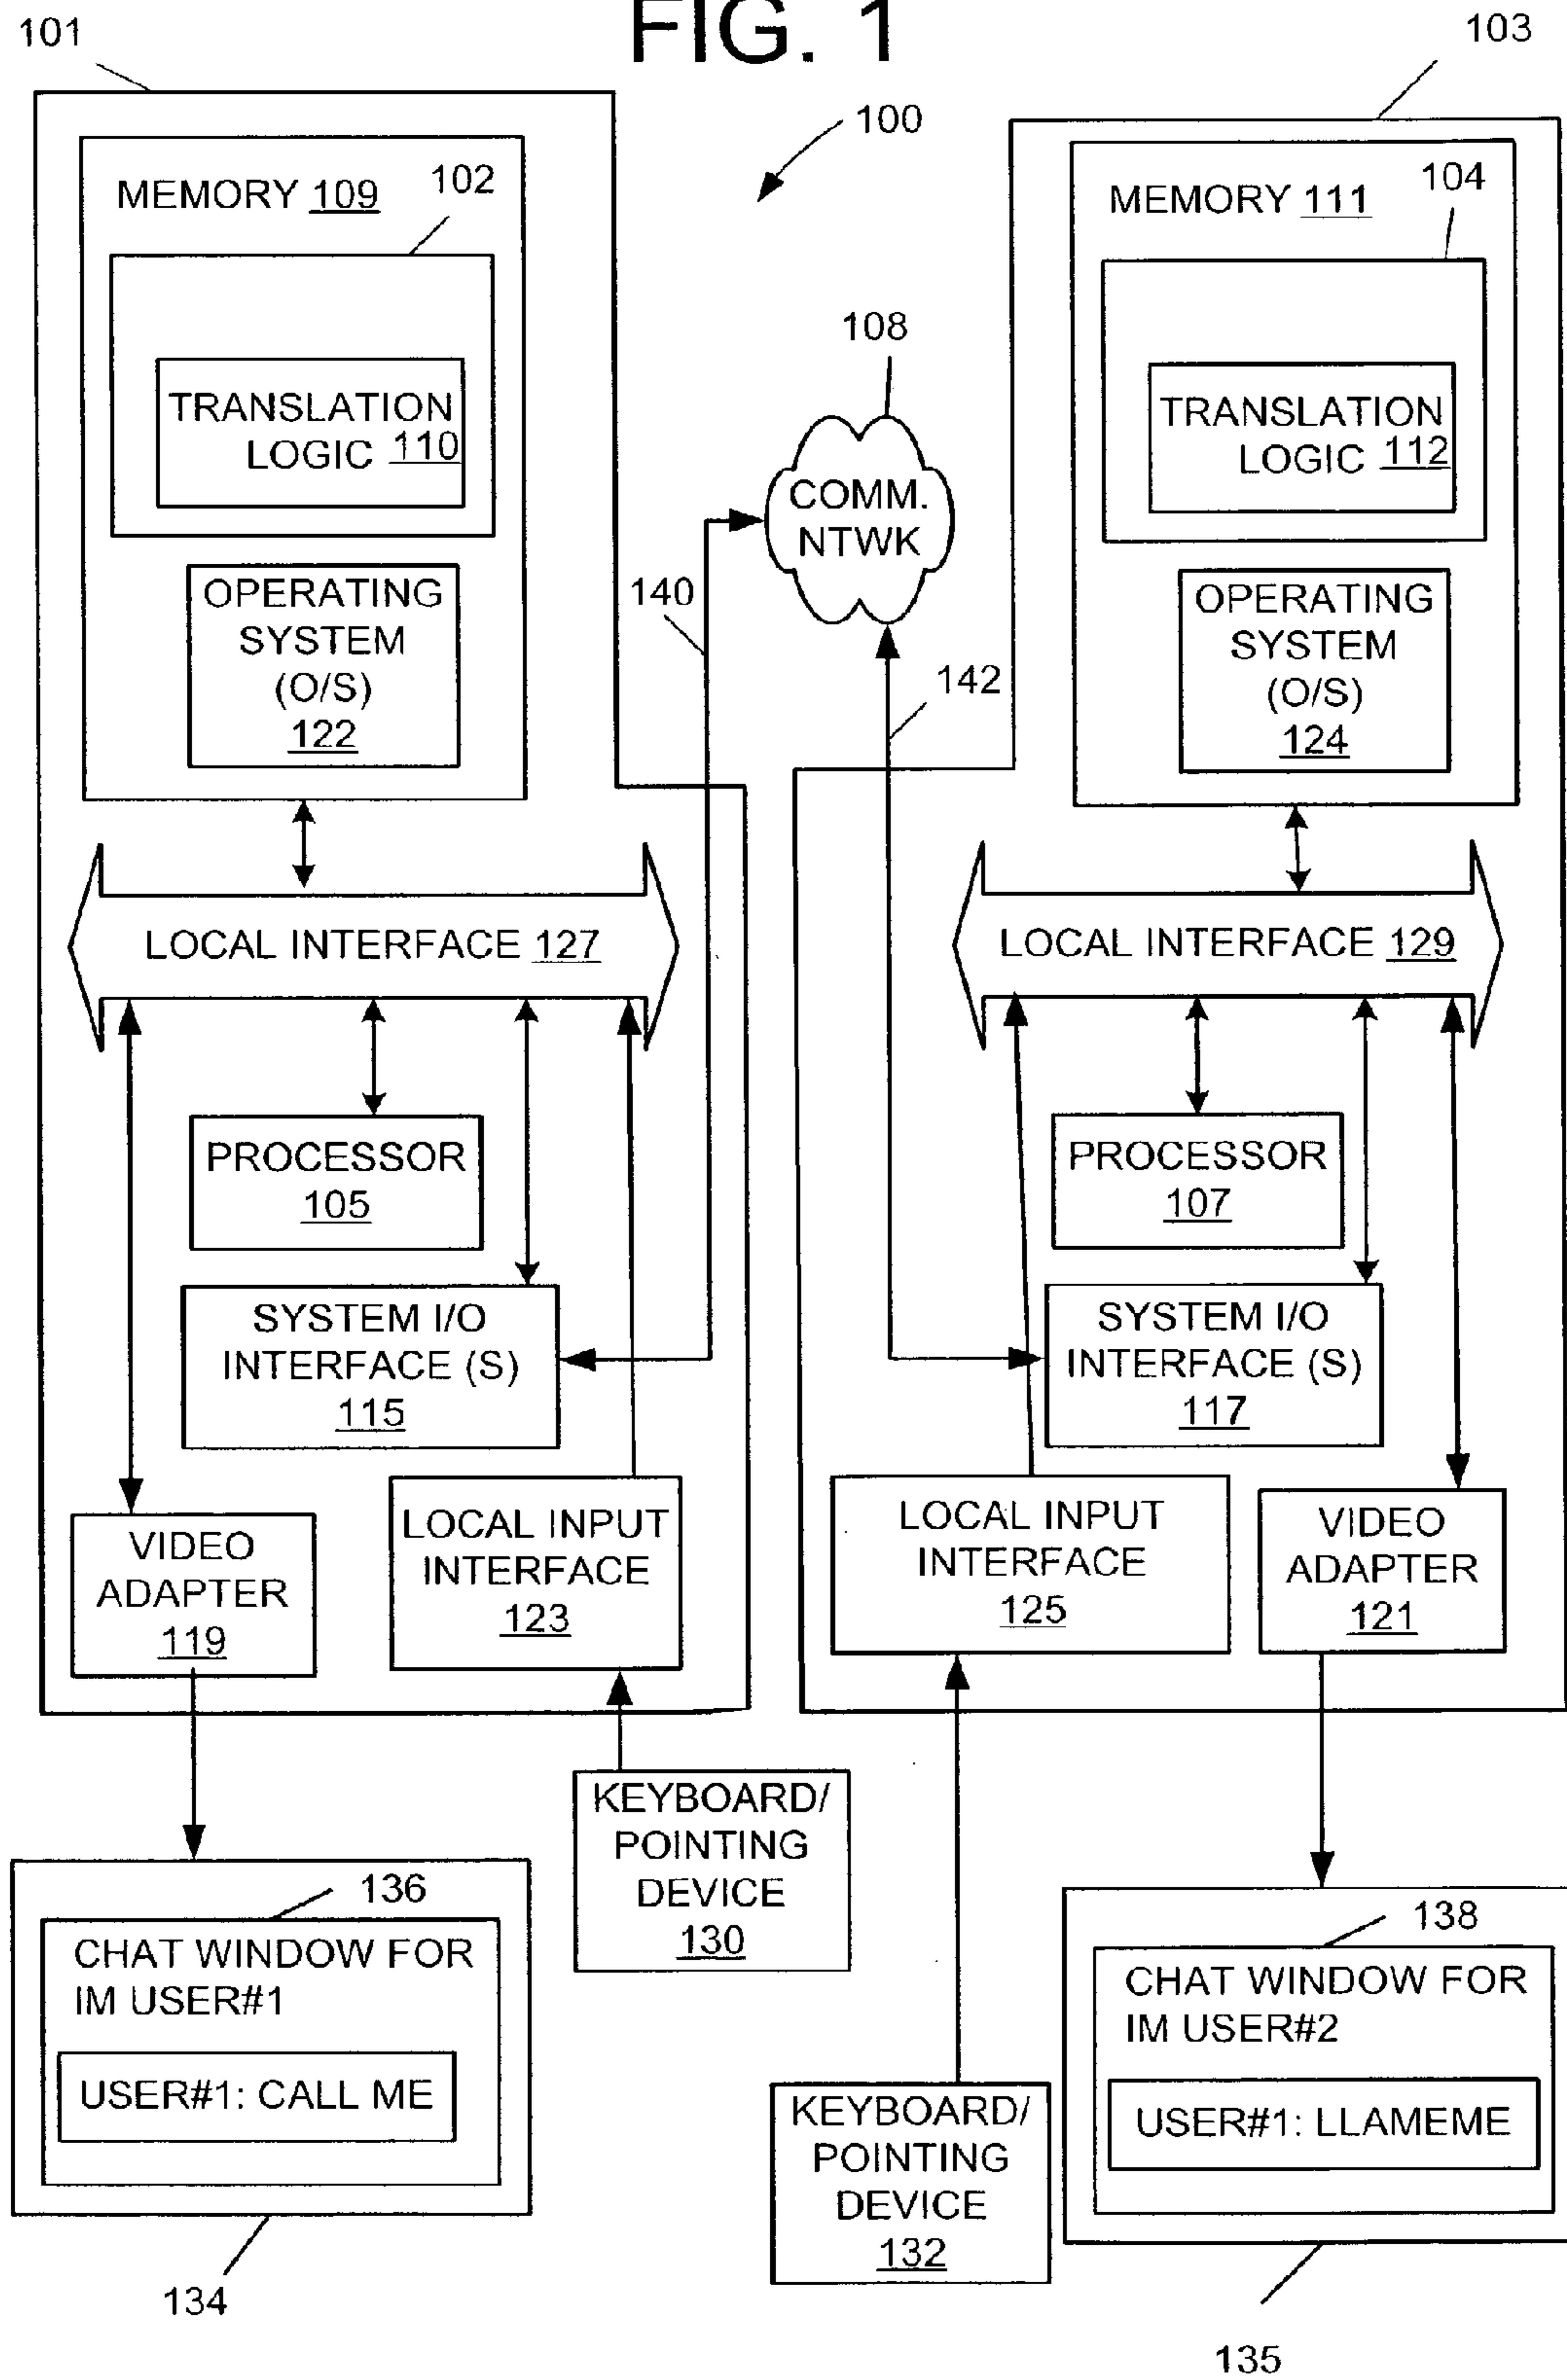 FIG. 1
101
103
100
MEMORY 109
102
TRANSLATION
LOGIC 110
OPERATING
SYSTEM
(O/S)
122
LOCAL INTERFACE 127
PROCESSOR
105
SYSTEM I/O
INTERFACE (S)
115
VIDEO
ADAPTER
119
LOCAL INPUT
INTERFACE
123
108
COMM.
NTWK
140
142
MEMORY 111
104
TRANSLATION
LOGIC 112
OPERATING
SYSTEM
(O/S)
124
LOCAL INTERFACE 129
PROCESSOR
107
SYSTEM I/O
INTERFACE (S)
117
LOCAL INPUT
INTERFACE
125
VIDEO
ADAPTER
121
KEYBOARD/
POINTING
DEVICE
130
136
CHAT WINDOW FOR
IM USER#1
USER#1: CALL ME
134
KEYBOARD/
POINTING
DEVICE
132
138
CHAT WINDOW FOR
IM USER#2
USER#1: LLAMEME
135